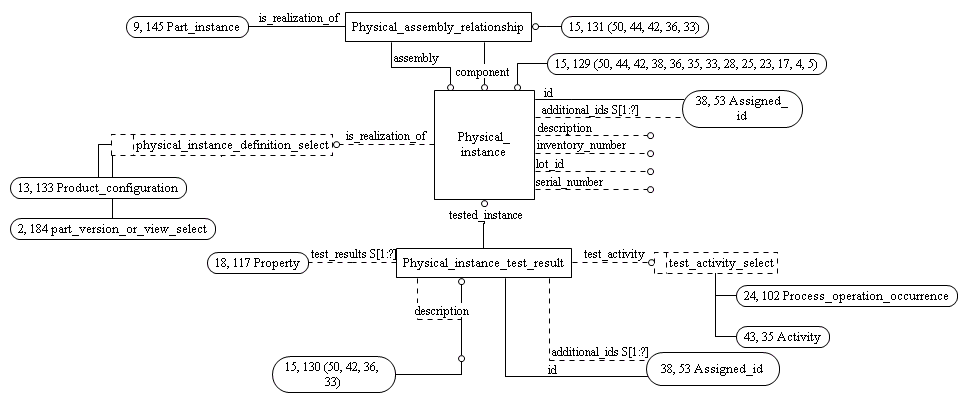 9, 145 Part_instance
is_realization_of
Physical_assembly_relationship
15, 131 (50, 44, 42, 36, 33)
assembly
component
15, 129 (50, 44, 42, 38, 36, 35, 33, 28, 25, 23, 17, 4, 5)
id
38, 53 Assigned_
id
additional_ids S[1:?]
description
inventory_number
lot_id
serial_number
Physical_
instance
is_realization_of
physical_instance_definition_select
13, 133 Product_configuration
2, 184 part_version_or_view_select
tested_instance
18, 117 Property
test_results S[1:?]
Physical_instance_test_result
test_activity
test_activity_select
24, 102 Process_operation_occurrence
43, 35 Activity
description
additional_ids S[1:?]
id
38, 53 Assigned_id
15, 130 (50, 42, 36,
33)